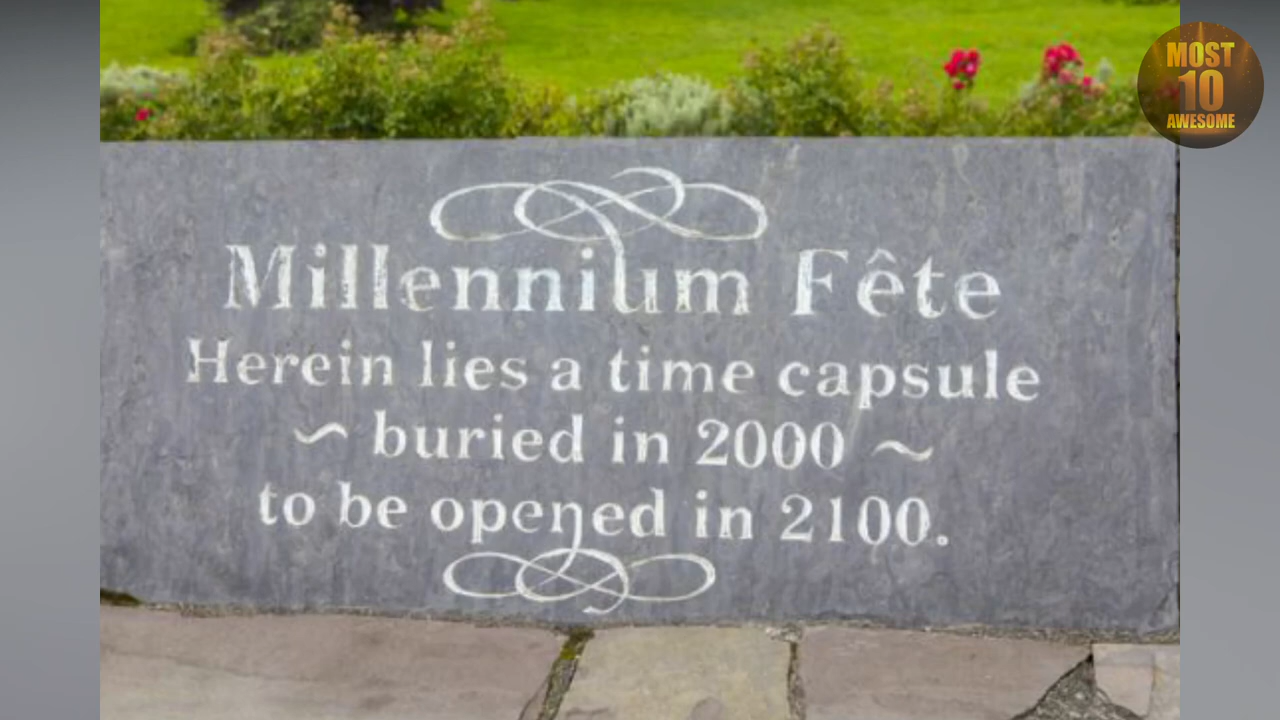 MOST
10
AWESOME
Millennium Fête
Herein lies a time capsule
~ buried in 2000 ~
to be opened in 2100.